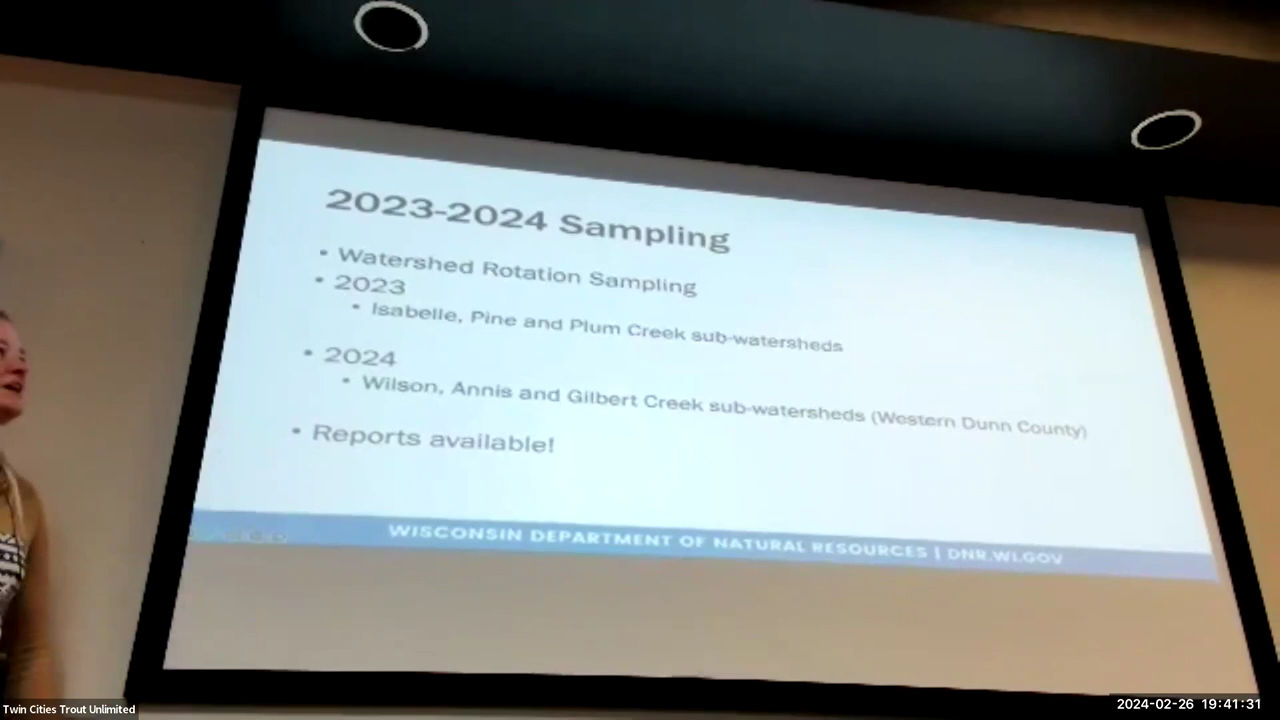 2023-2024 Sampling
• Watershed Rotation Sampling
• 2023
• Isabelle, Pine and Plum Creek sub-watersheds
• 2024
• Wilson, Annis and Gilbert Creek sub-watersheds (Western Dunn County)
• Reports available!
WISCONSIN DEPARTMENT OF NATURAL RESOURCES | DNR.WI.GOV
Twin Cities Trout Unlimited
2024-02-26 19:41:31